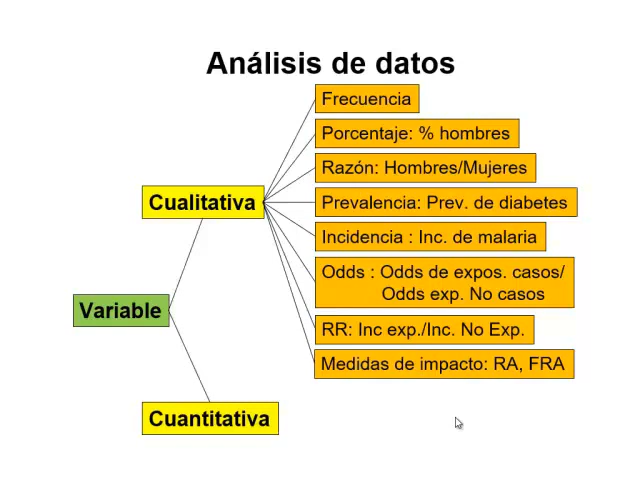 Análisis de datos
Frecuencia
Porcentaje: % hombres
Razón: Hombres/Mujeres
Cualitativa
Prevalencia: Prev. de diabetes
Incidencia : Inc. de malaria
Odds : Odds de expos. casos/
Odds exp. No casos
Variable
RR: Inc exp./Inc. No Exp.
Medidas de impacto: RA, FRA
Cuantitativa